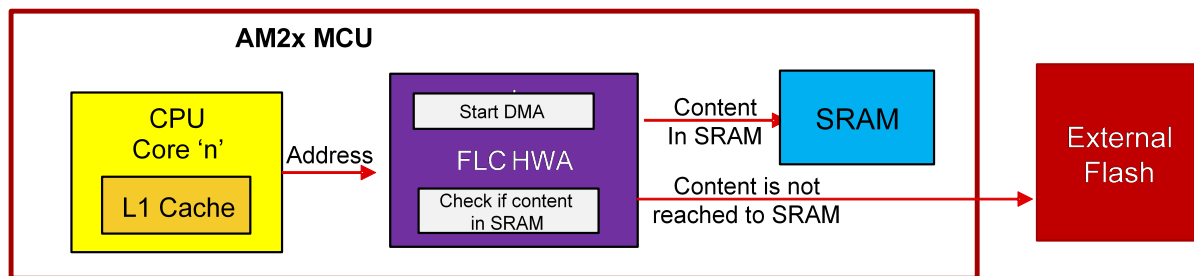 AM2x MCU
CPU
Core ‘n’
L1 Cache
Address
Start DMA
FLC HWA
Check if content
in SRAM
Content
In SRAM
SRAM
Content is not
reached to SRAM
External
Flash